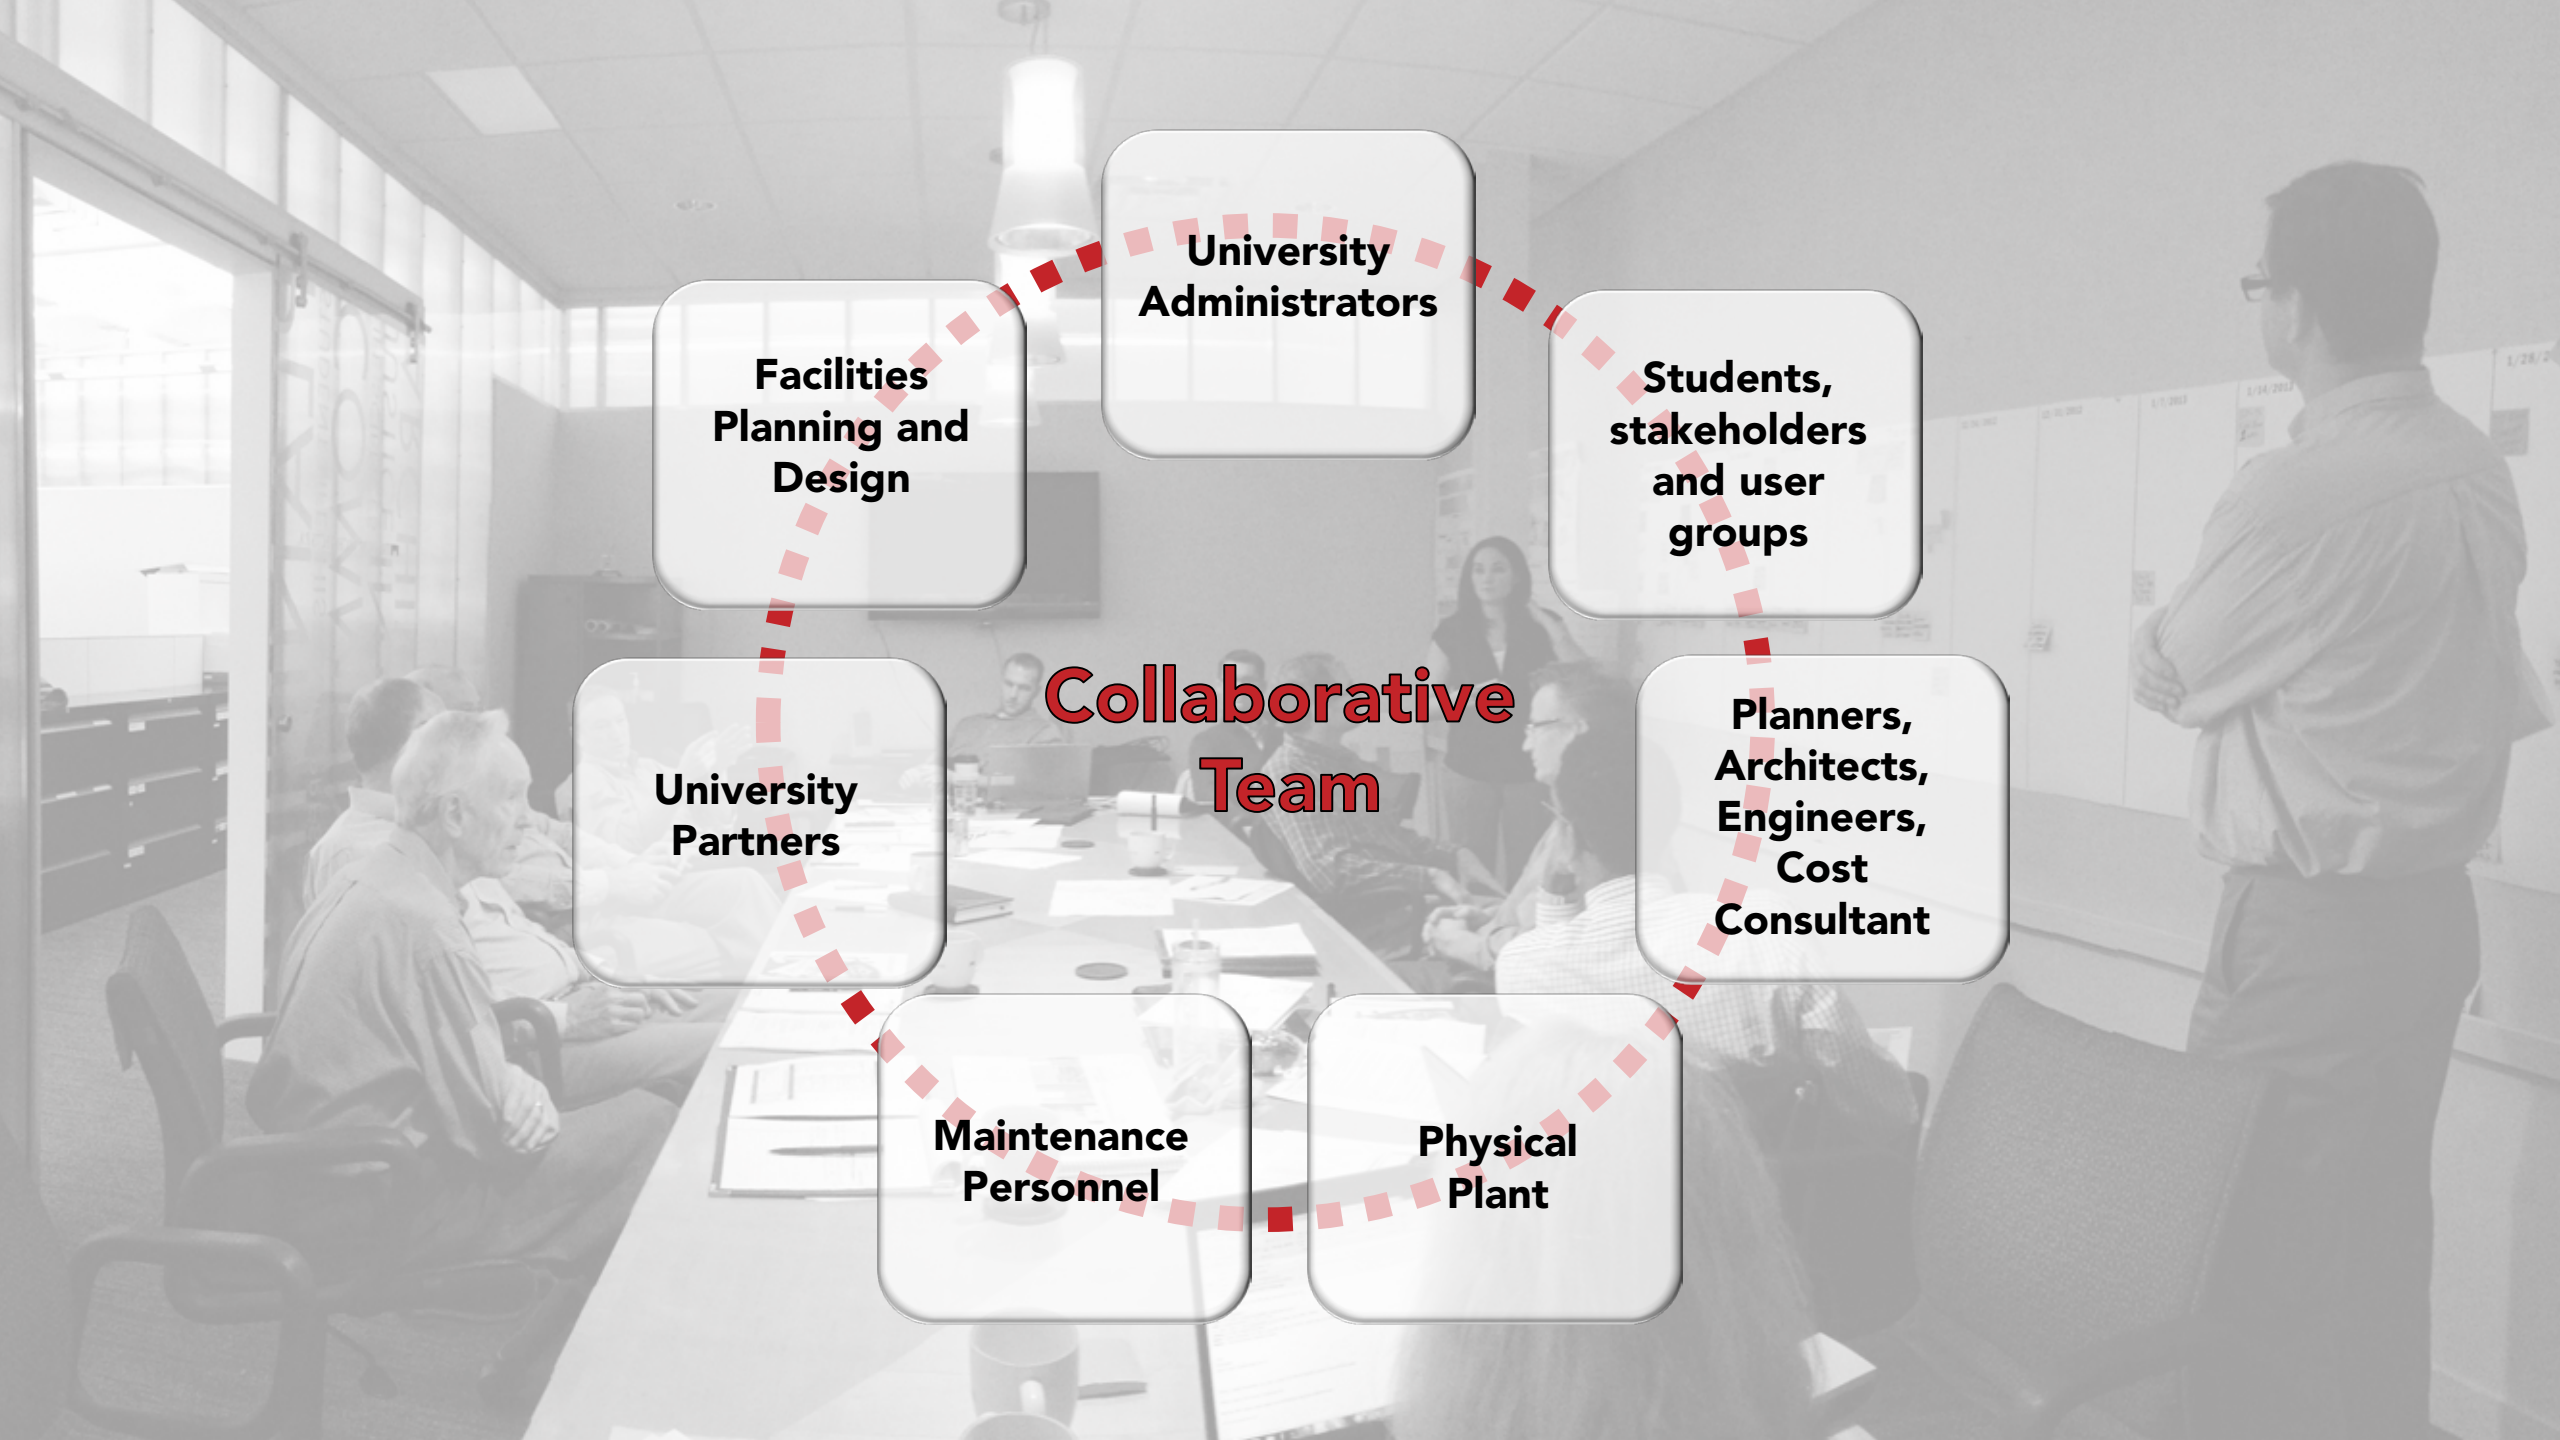 University
Administrators
Facilities
Planning and
Design
Students,
stakeholders
and user
groups
Collaborative
Team
University
Partners
Planners,
Architects,
Engineers,
Cost
Consultant
Maintenance
Personnel
Physical
Plant